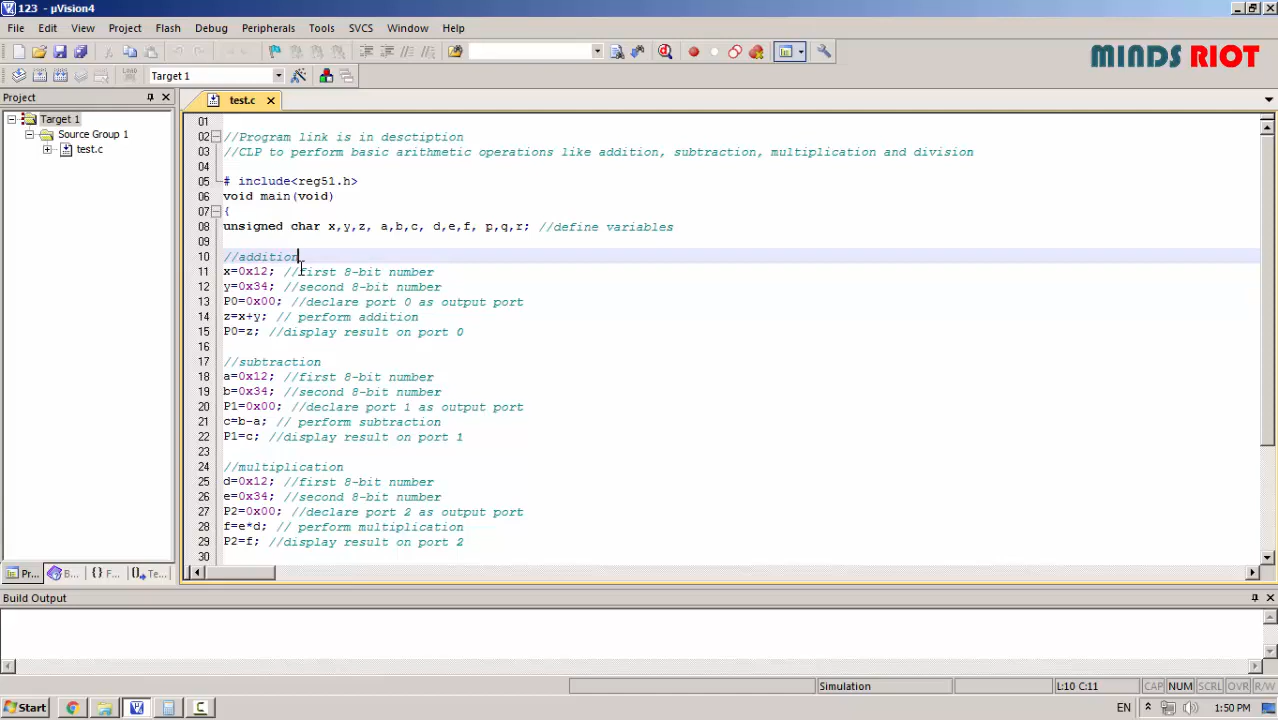 123 - µVision4
File Edit View Project Flash Debug Peripherals Tools SVCS Window Help
MINDS RIOT
LOAD Target 1
Project
test.c
Target 1
Source Group 1
test.c
01
02 //Program link is in desctiption
03 //CLP to perform basic arithmetic operations like addition, subtraction, multiplication and division
04
05 # include<reg51.h>
06 void main(void)
07 {
08 unsigned char x,y,z, a,b,c, d,e,f, p,q,r; //define variables
09
10 //addition
11 x=0x12; //first 8-bit number
12 y=0x34; //second 8-bit number
13 P0=0x00; //declare port 0 as output port
14 z=x+y; // perform addition
15 P0=z; //display result on port 0
16
17 //subtraction
18 a=0x12; //first 8-bit number
19 b=0x34; //second 8-bit number
20 P1=0x00; //declare port 1 as output port
21 c=b-a; // perform subtraction
22 P1=c; //display result on port 1
23
24 //multiplication
25 d=0x12; //first 8-bit number
26 e=0x34; //second 8-bit number
27 P2=0x00; //declare port 2 as output port
28 f=e*d; // perform multiplication
29 P2=f; //display result on port 2
30
Pr... B... {} F... Te...
Build Output
Simulation L:10 C:11 CAP NUM SCRL OVR R/W
Start EN 1:50 PM